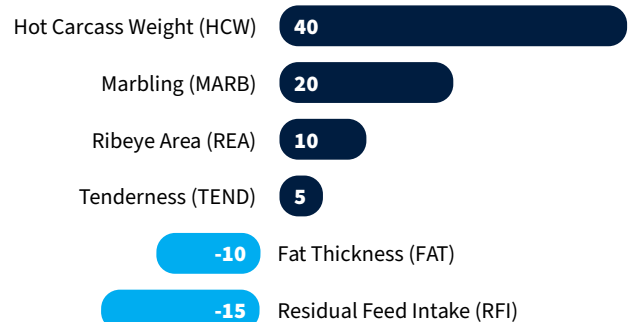 Hot Carcass Weight (HCW) 40
Marbling (MARB) 20
Ribeye Area (REA) 10
Tenderness (TEND) 5
-10 Fat Thickness (FAT)
-15 Residual Feed Intake (RFI)